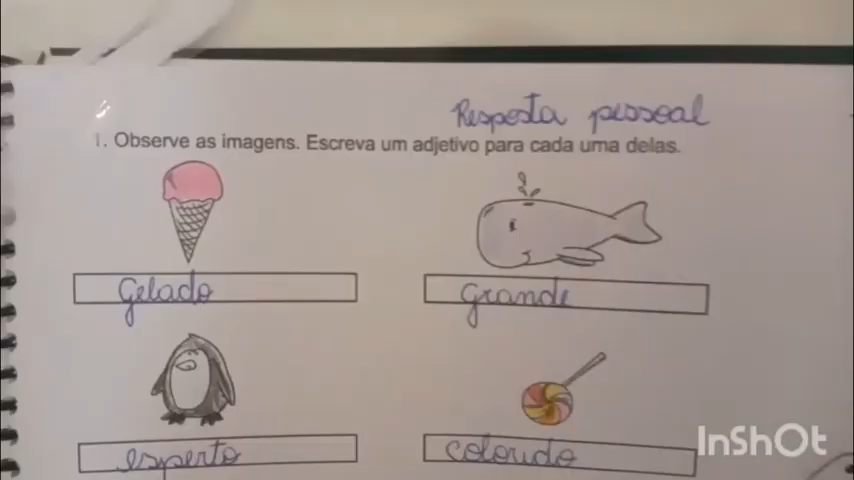 Resposta pessoal
1. Observe as imagens. Escreva um adjetivo para cada uma delas.
Gelado
grande
esperto
colorido
InShOt